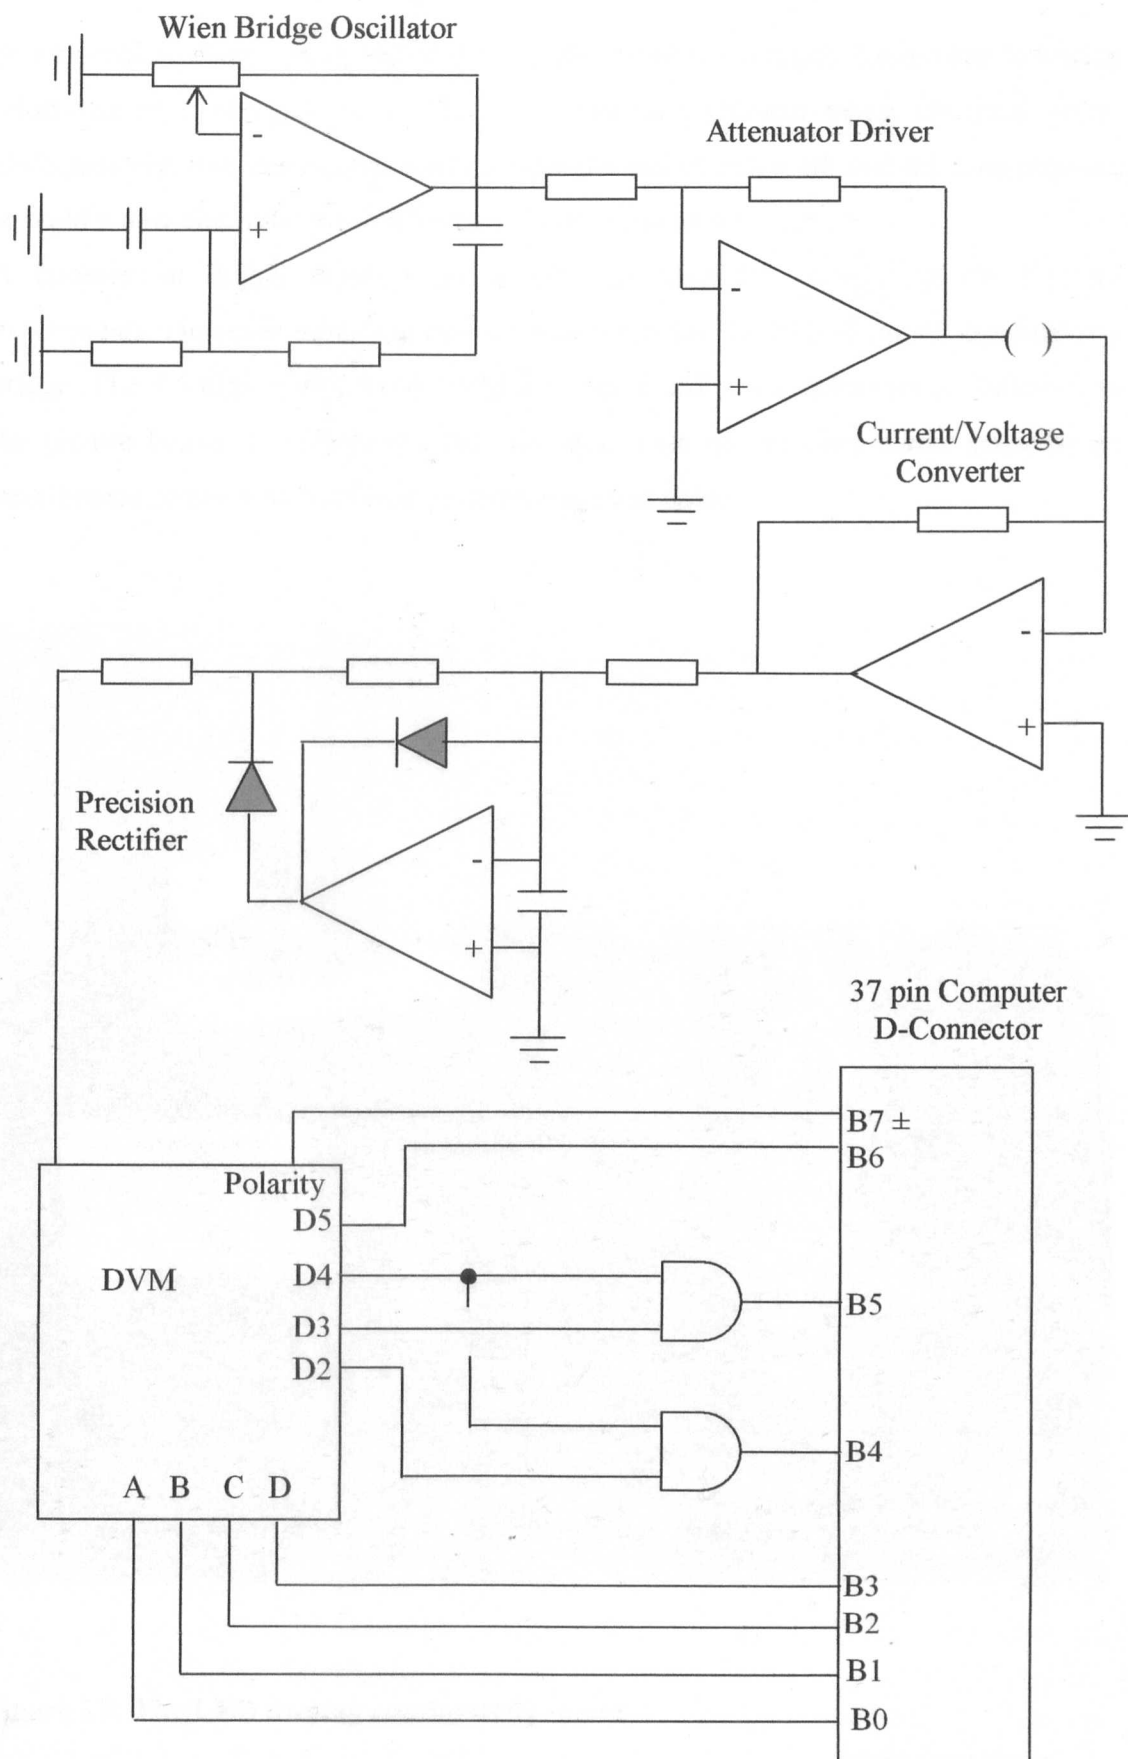 Wien Bridge Oscillator
-
+
Attenuator Driver
-
+
Current/Voltage
Converter
-
+
Precision
Rectifier
-
+
37 pin Computer
D-Connector
B7 ±
B6
Polarity
D5
DVM
D4
B5
D3
D2
B4
A B C D
B3
B2
B1
B0